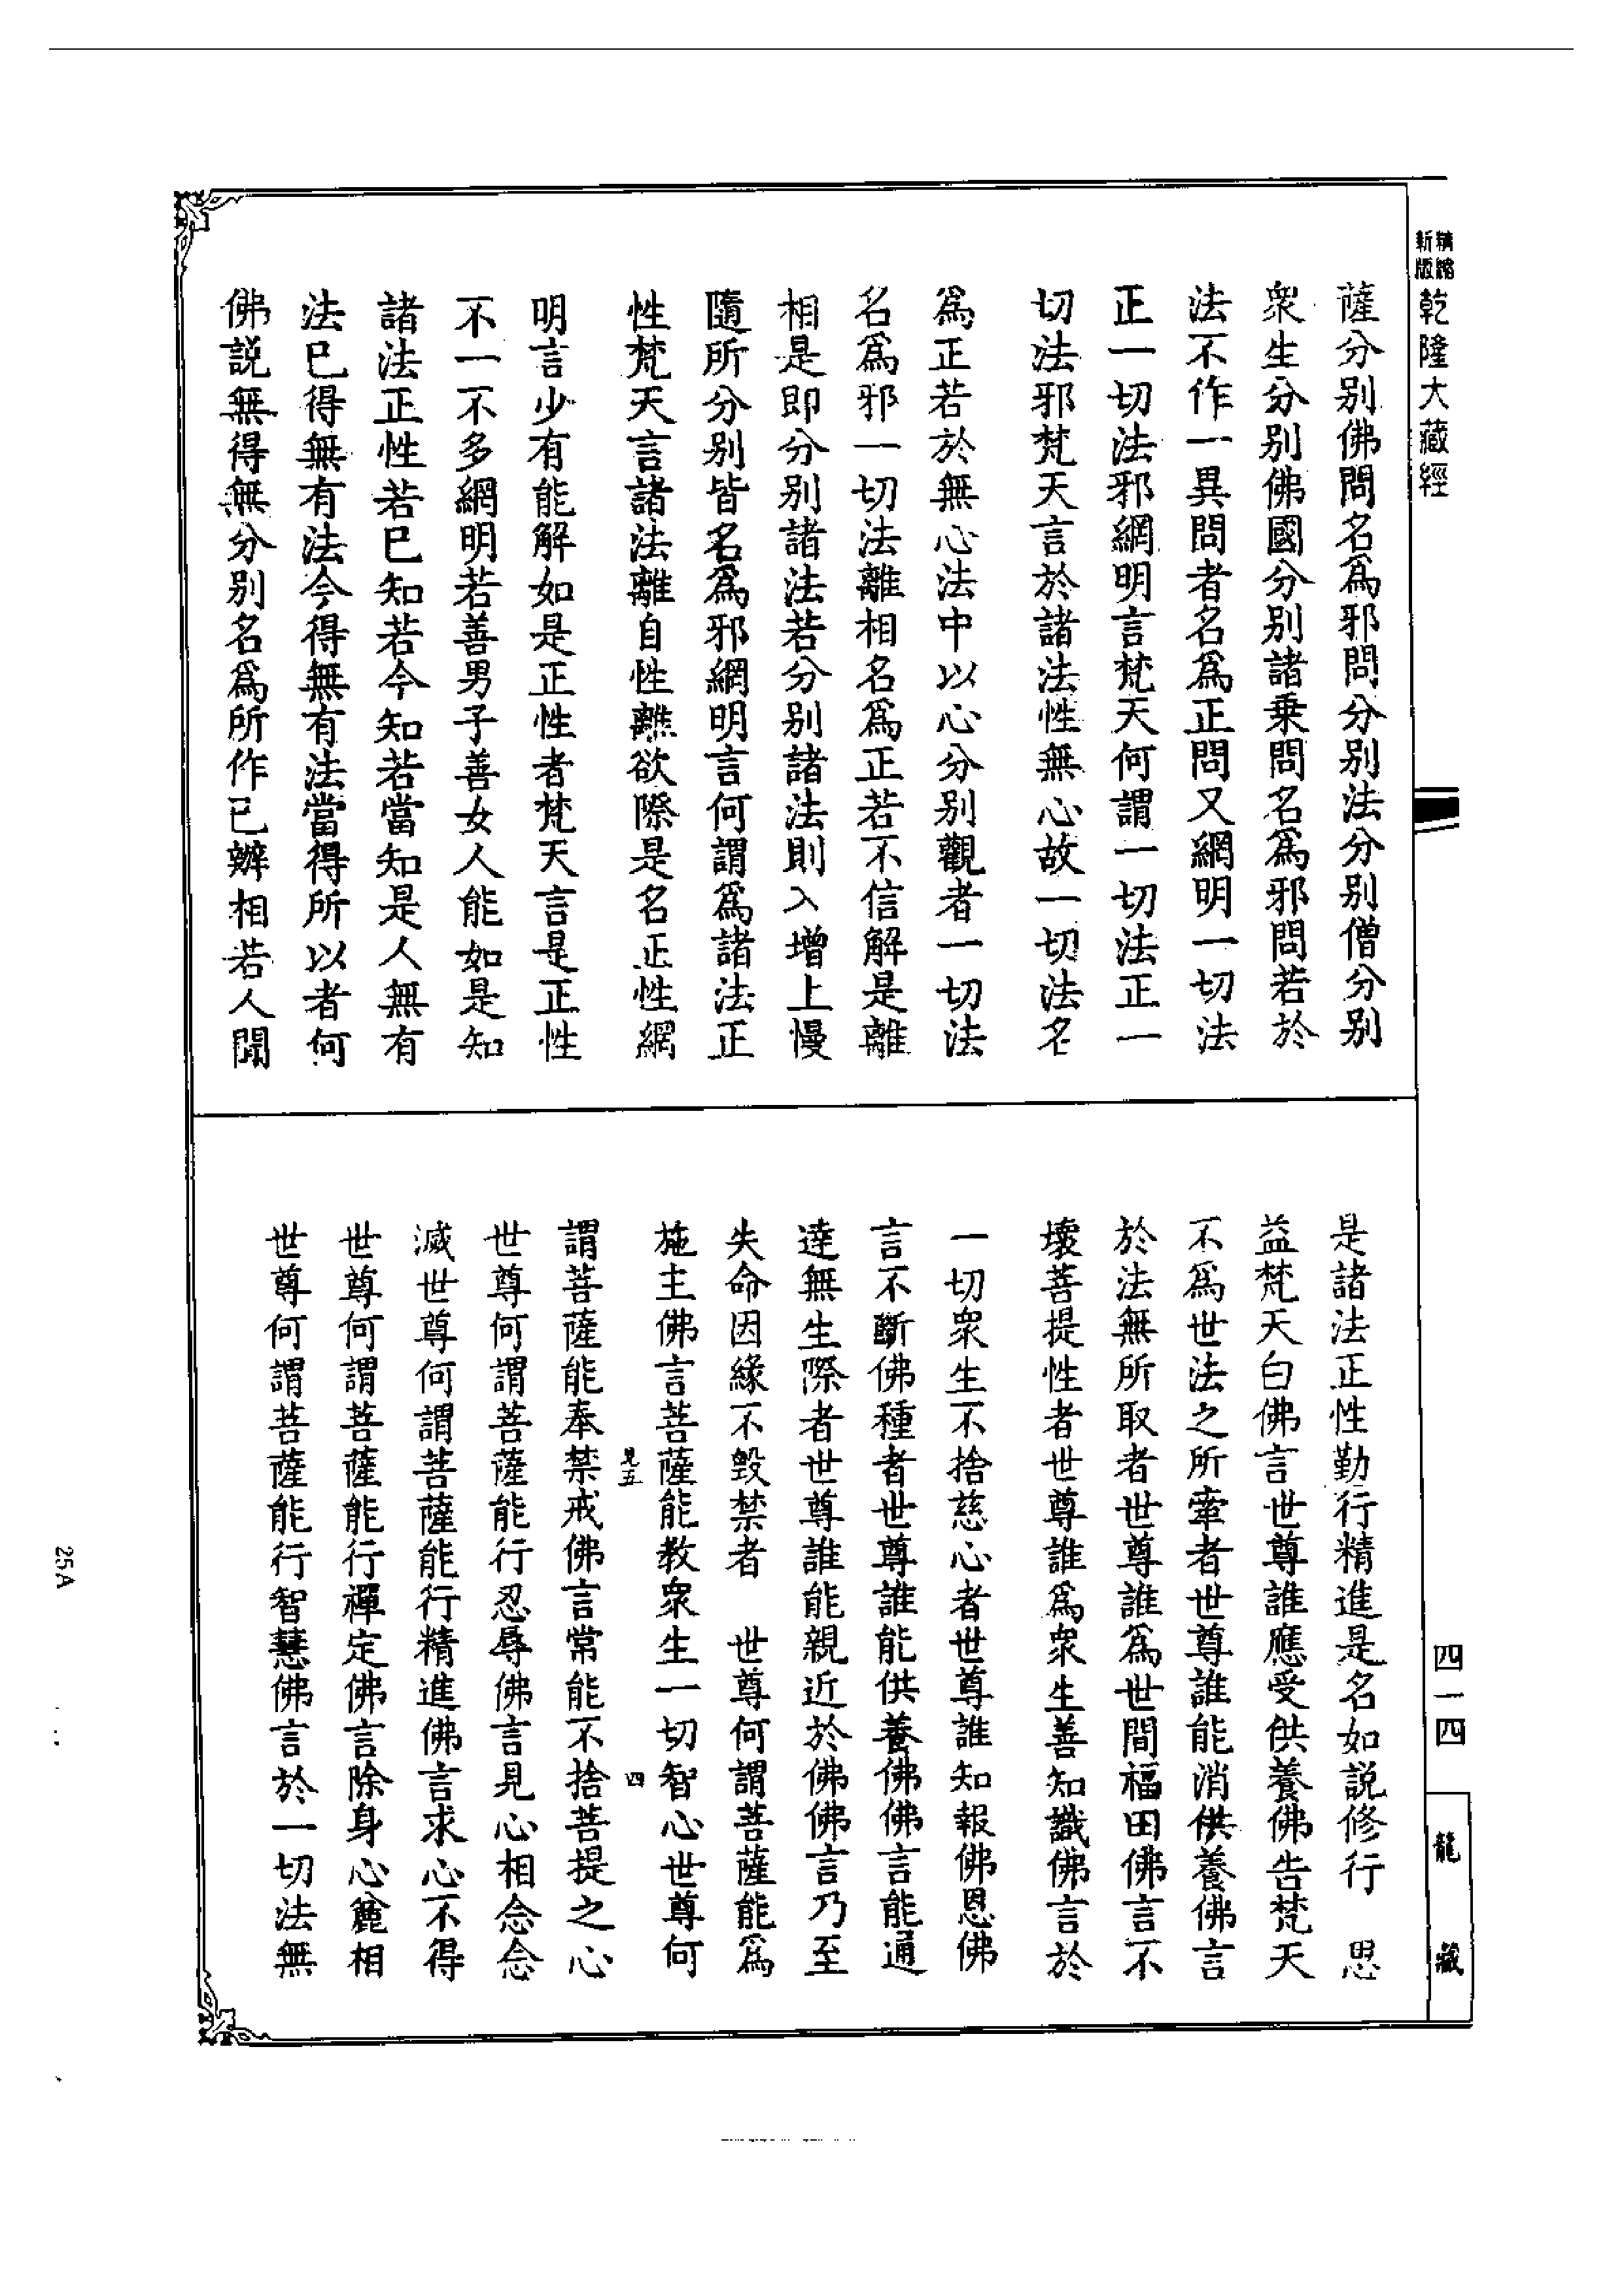 精縮新版 乾隆大藏經
薩分别佛問名爲邪問分别法分别僧分别
衆生分别佛國分别諸乗問名爲邪問若於
法不作一異問者名爲正問又網明一切法
正一切法邪網明言梵天何謂一切法正一
切法邪梵天言於諸法性無心故一切法名
爲正若於無心法中以心分别觀者一切法
名爲邪一切法離相名爲正若不信解是離
相是即分别諸法若分别諸法則入增上慢
隨所分别皆名爲邪網明言何謂爲諸法正
性梵天言諸法離自性離欲際是名正性網
明言少有能解如是正性者梵天言是正性
不一不多網明若善男子善女人能如是知
諸法正性若已知若今知若當知是人無有
法已得無有法今得無有法當得所以者何
佛説無得無分别名爲所作已辦相若人聞
是諸法正性勤行精進是名如説修行　思
益梵天白佛言世尊誰應受供養佛告梵天
不爲世法之所牽者世尊誰能消供養佛言
於法無所取者世尊誰爲世間福田佛言不
壞菩提性者世尊誰爲衆生善知識佛言於
一切衆生不捨慈心者世尊誰知報佛恩佛
言不斷佛種者世尊誰能供養佛佛言能通
達無生際者世尊誰能親近於佛佛言乃至
失命因緣不毀禁者　世尊何謂菩薩能爲
施主佛言菩薩能教衆生一切智心世尊何
謂菩薩能奉禁戒佛言常能不捨菩提之心
世尊何謂菩薩能行忍辱佛言見心相念念
滅世尊何謂菩薩能行精進佛言求心不得
世尊何謂菩薩能行禪定佛言除身心麤相
世尊何謂菩薩能行智慧佛言於一切法無
四一四
龍藏
四
25A